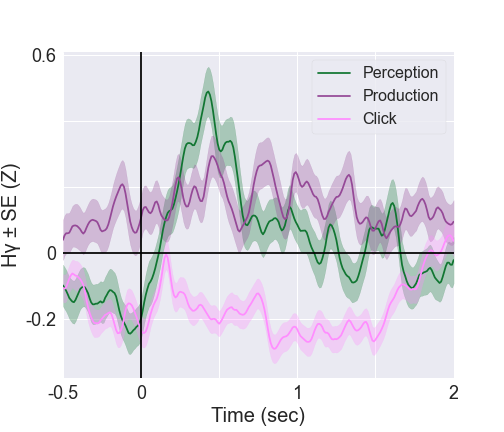 0.6
0
-0.2
Hγ ± SE (Z)
Perception
Production
Click
-0.5
0
1
2
Time (sec)